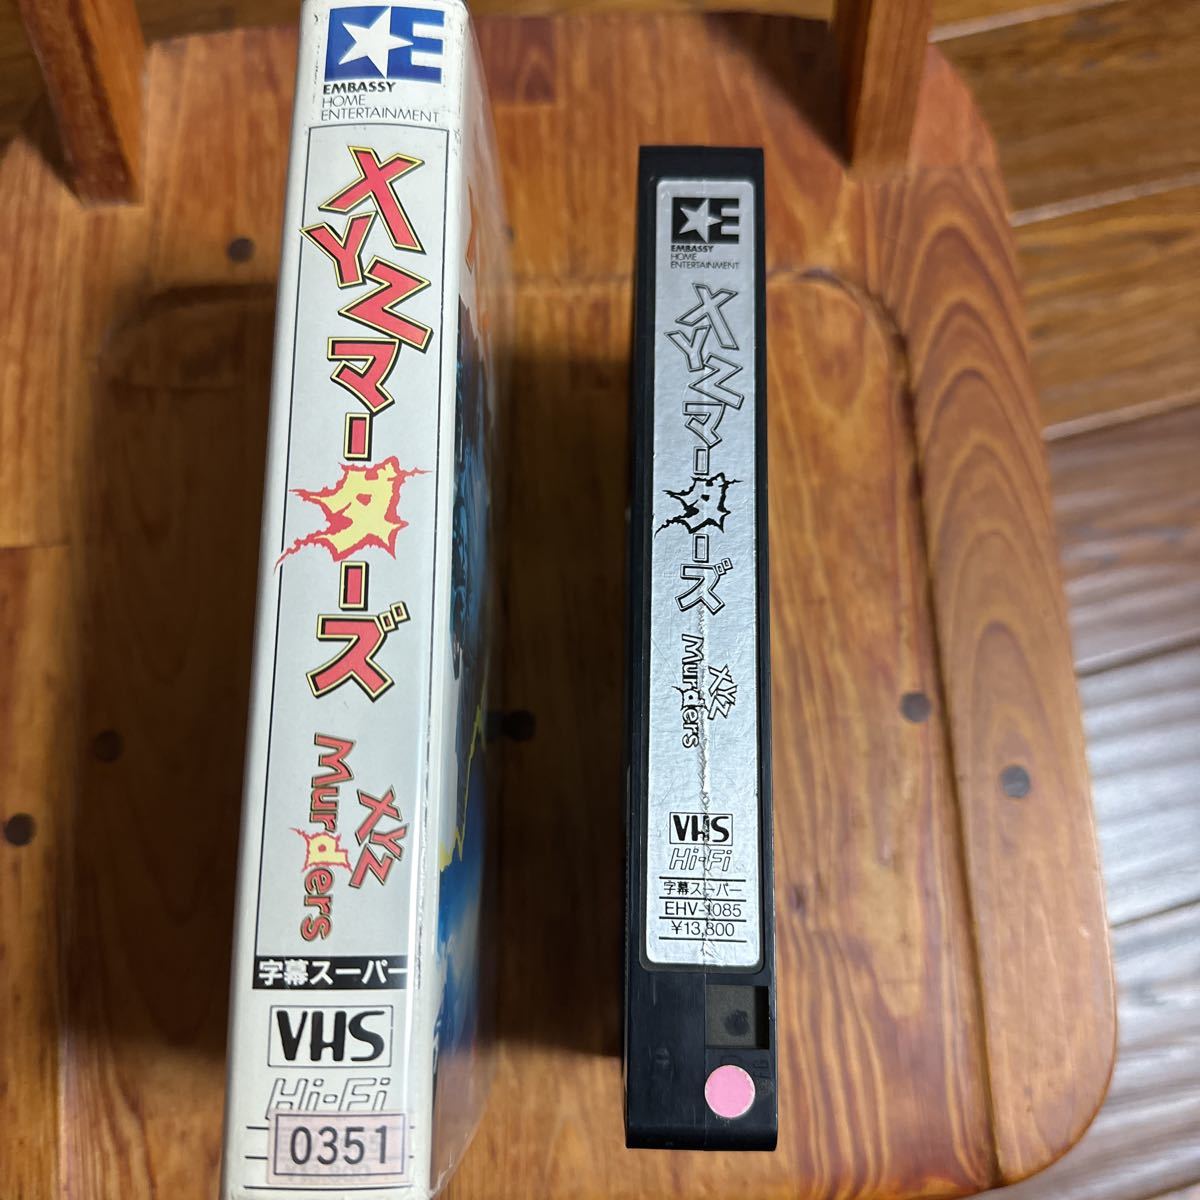 EMBASSY
HOME
ENTERTAINMENT
XYZマーダーズ
XYZ
Murders
字幕スーパー
VHS
Hi-Fi
0351
EMBASSY
HOME
ENTERTAINMENT
XYZマーダーズ
XYZ
Murders
VHS
Hi-Fi
字幕スーパー
EHV-1085
¥13,800